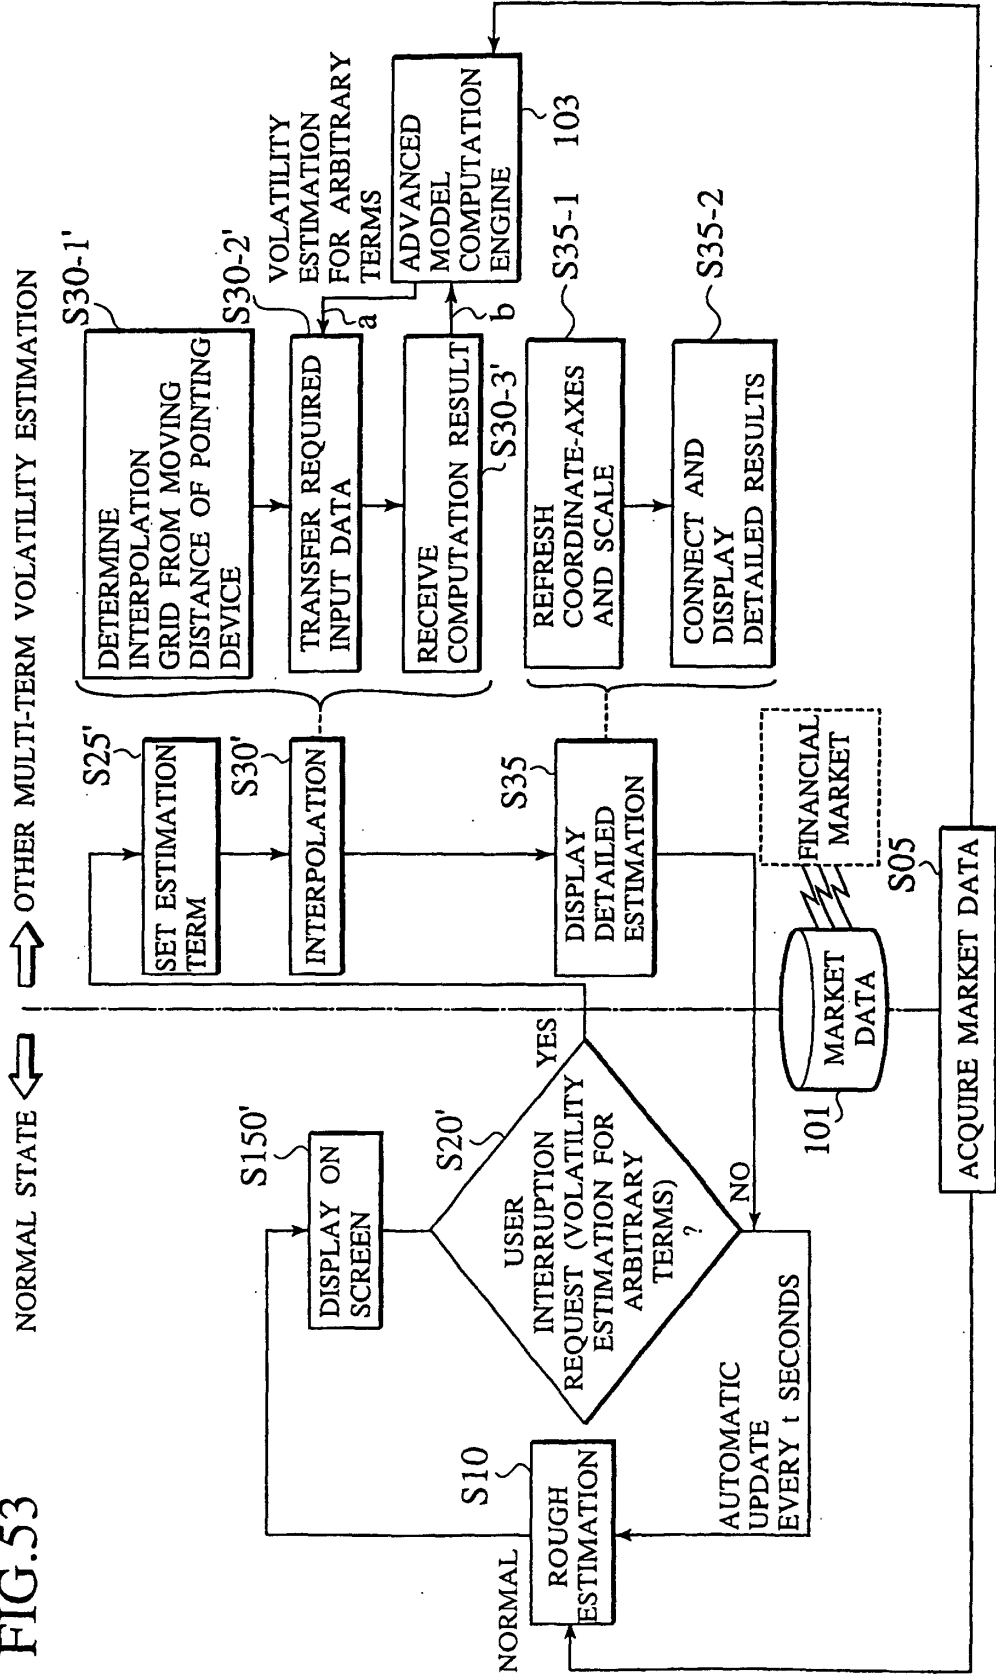 FIG.53
NORMAL STATE
OTHER MULTI-TERM VOLATILITY ESTIMATION
NORMAL
S10
ROUGH
ESTIMATION
AUTOMATIC
UPDATE
EVERY t SECONDS
S150'
DISPLAY ON
SCREEN
S20'
USER
INTERRUPTION
REQUEST (VOLATILITY
ESTIMATION FOR
ARBITRARY
TERMS)
?
YES
NO
S25'
SET ESTIMATION
TERM
S30'
INTERPOLATION
S35
DISPLAY
DETAILED
ESTIMATION
S30-1'
DETERMINE
INTERPOLATION
GRID FROM MOVING
DISTANCE OF POINTING
DEVICE
S30-2'
TRANSFER REQUIRED
INPUT DATA
RECEIVE
COMPUTATION RESULT
S30-3'
a
b
VOLATILITY
ESTIMATION
FOR ARBITRARY
TERMS
ADVANCED
MODEL
COMPUTATION
ENGINE
103
S35-1
REFRESH
COORDINATE-AXES
AND SCALE
S35-2
CONNECT AND
DISPLAY
DETAILED RESULTS
FINANCIAL
MARKET
MARKET
DATA
101
S05
ACQUIRE MARKET DATA